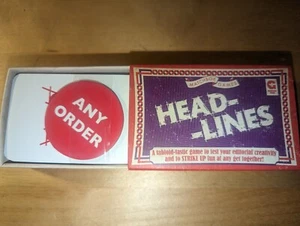 ANY
ORDER
GAMES
HEAD-
-LINES
A tabloid-tastic game to test your editorial creativity
and to STRIKE UP fun at any get together!